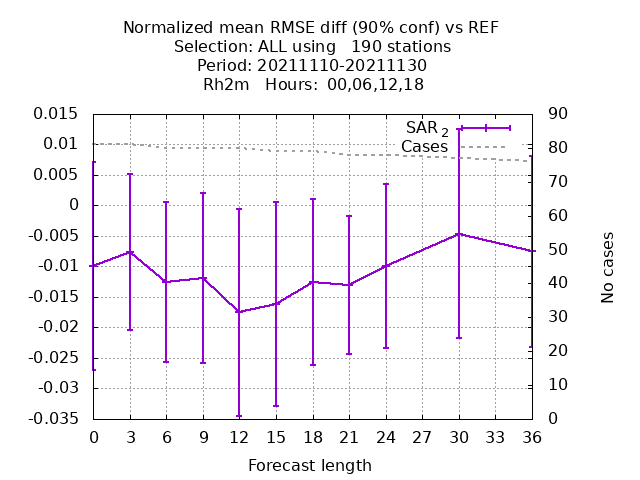 Normalized mean RMSE diff (90% conf) vs REF
Selection: ALL using   190 stations
Period: 20211110-20211130
Rh2m   Hours:  00,06,12,18
0.015
0.01
0.005
0
-0.005
-0.01
-0.015
-0.02
-0.025
-0.03
-0.035
SAR 2
Cases
90
80
70
60
50
40
30
20
10
0
No cases
0 3 6 9 12 15 18 21 24 27 30 33 36
Forecast length